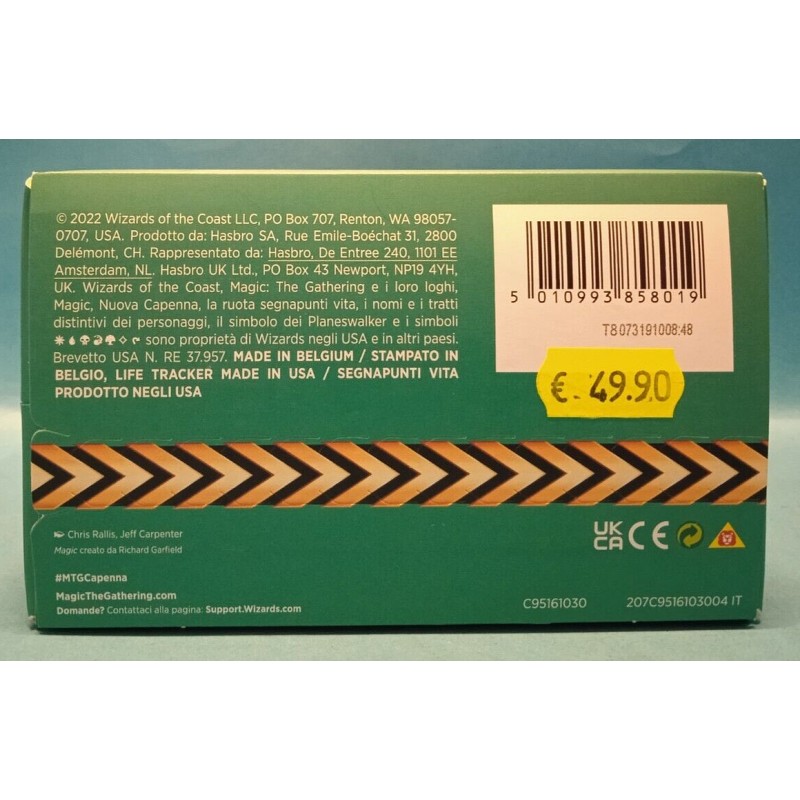 © 2022 Wizards of the Coast LLC, PO Box 707, Renton, WA 98057-
0707, USA. Prodotto da: Hasbro SA, Rue Emile-Boéchat 31, 2800
Delémont, CH. Rappresentato da: Hasbro, De Entree 240, 1101 EE
Amsterdam, NL. Hasbro UK Ltd., PO Box 43 Newport, NP19 4YH,
UK. Wizards of the Coast, Magic: The Gathering e i loro loghi,
Magic, Nuova Capenna, la ruota segnapunti vita, i nomi e i tratti
distintivi dei personaggi, il simbolo dei Planeswalker e i simboli
sono proprietà di Wizards negli USA e in altri paesi.
Brevetto USA N. RE 37.957. MADE IN BELGIUM / STAMPATO IN
BELGIO, LIFE TRACKER MADE IN USA / SEGNAPUNTI VITA
PRODOTTO NEGLI USA
5 010993 858019
T8 073191008:48
€. 49.90
Chris Rallis, Jeff Carpenter
Magic creato da Richard Garfield
#MTGCapenna
MagicTheGathering.com
Domande? Contattaci alla pagina: Support.Wizards.com
UK
CA CE
C95161030 207C9516103004 IT